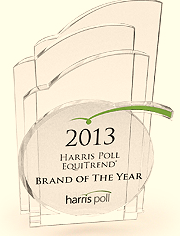 2013
HARRIS POLL
EQUITREND®
BRAND OF THE YEAR
harris poll